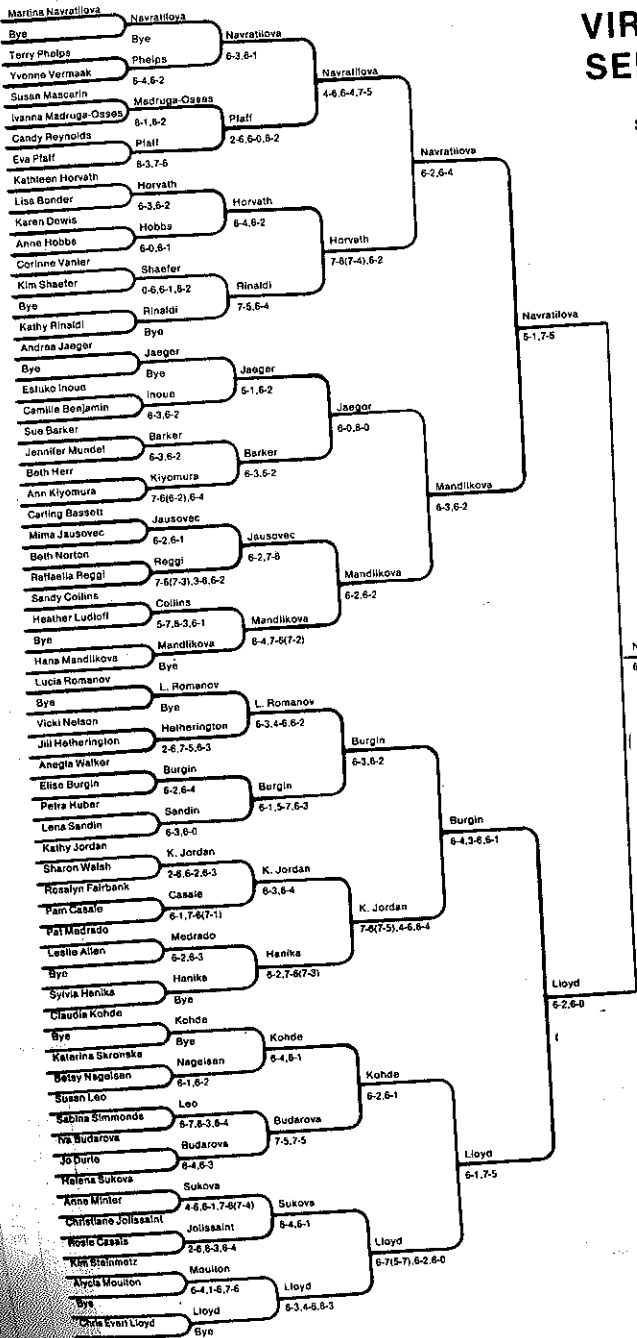 VIR
SE
Martina Navratilova
Bye
Terry Phelps
Yvonne Vermaak
Susan Mascarin
Ivanna Madruga-Osses
Candy Reynolds
Eva Pfaff
Kathleen Horvath
Lisa Bonder
Karen Dewis
Anne Hobbs
Corinne Vanier
Kim Shaefer
Bye
Kathy Rinaldi
Andrea Jaeger
Bye
Etsuko Inoue
Camille Benjamin
Sue Barker
Jennifer Mundel
Beth Herr
Ann Kiyomura
Carling Bassett
Mima Jausovec
Beth Norton
Raffaella Reggi
Sandy Collins
Heather Ludloff
Bye
Hana Mandlikova
Lucia Romanov
Bye
Vicki Nelson
Jill Hetherington
Anegla Walker
Elise Burgin
Petra Huber
Lena Sandin
Kathy Jordan
Sharon Walsh
Rosalyn Fairbank
Pam Casale
Pat Medrado
Leslie Allen
Bye
Sylvia Hanika
Claudia Kohde
Bye
Katerina Skronska
Betsy Nagelsen
Susan Leo
Sabina Simmonds
Iva Budarova
Jo Durie
Helena Sukova
Anne Minter
Christiane Jolissaint
Rosie Casals
Kim Steinmetz
Alycia Moulton
Bye
Chris Evert Lloyd
Navratilova
Bye
Phelps
6-4,6-2
Madruga-Osses
6-1,6-2
Pfaff
6-3,7-6
Horvath
6-3,6-2
Hobbs
6-0,6-1
Shaefer
0-6,6-1,6-2
Rinaldi
Bye
Jaeger
Bye
Inoue
6-3,6-2
Barker
6-3,6-2
Kiyomura
7-6(6-2),6-4
Jausovec
6-2,6-1
Reggi
7-6(7-3),3-6,6-2
Collins
5-7,6-3,6-1
Mandlikova
Bye
L. Romanov
Bye
Hetherington
2-6,7-5,6-3
Burgin
6-2,6-4
Sandin
6-3,6-0
K. Jordan
2-6,6-2,6-3
Casale
6-1,7-6(7-1)
Medrado
6-2,6-3
Hanika
Bye
Kohde
Bye
Nagelsen
6-1,6-2
Leo
6-7,6-3,6-4
Budarova
6-4,6-3
Sukova
4-6,6-1,7-6(7-4)
Jolissaint
2-6,6-3,6-4
Moulton
6-4,1-6,7-6
Lloyd
Bye
Navratilova
6-3,6-1
Pfaff
2-6,6-0,6-2
Horvath
6-4,6-2
Rinaldi
7-5,6-4
Jaeger
6-1,6-2
Barker
6-3,6-2
Jausovec
6-2,7-6
Mandlikova
6-4,7-6(7-2)
L. Romanov
6-3,4-6,6-2
Burgin
6-1,5-7,6-3
K. Jordan
6-3,6-4
Hanika
6-2,7-6(7-3)
Kohde
6-4,6-1
Budarova
7-5,7-5
Sukova
6-4,6-1
Lloyd
6-3,4-6,6-3
Navratilova
4-6,6-4,7-5
Horvath
7-6(7-4),6-2
Jaeger
6-0,6-0
Mandlikova
6-2,6-2
Burgin
6-3,6-2
K. Jordan
7-6(7-5),4-6,6-4
Kohde
6-2,6-1
Lloyd
6-7(5-7),6-2,6-0
Navratilova
6-2,6-4
Mandlikova
6-3,6-2
Burgin
6-4,3-6,6-1
Lloyd
6-1,7-5
Navratilova
6-1,7-5
Lloyd
6-2,6-0
N
6